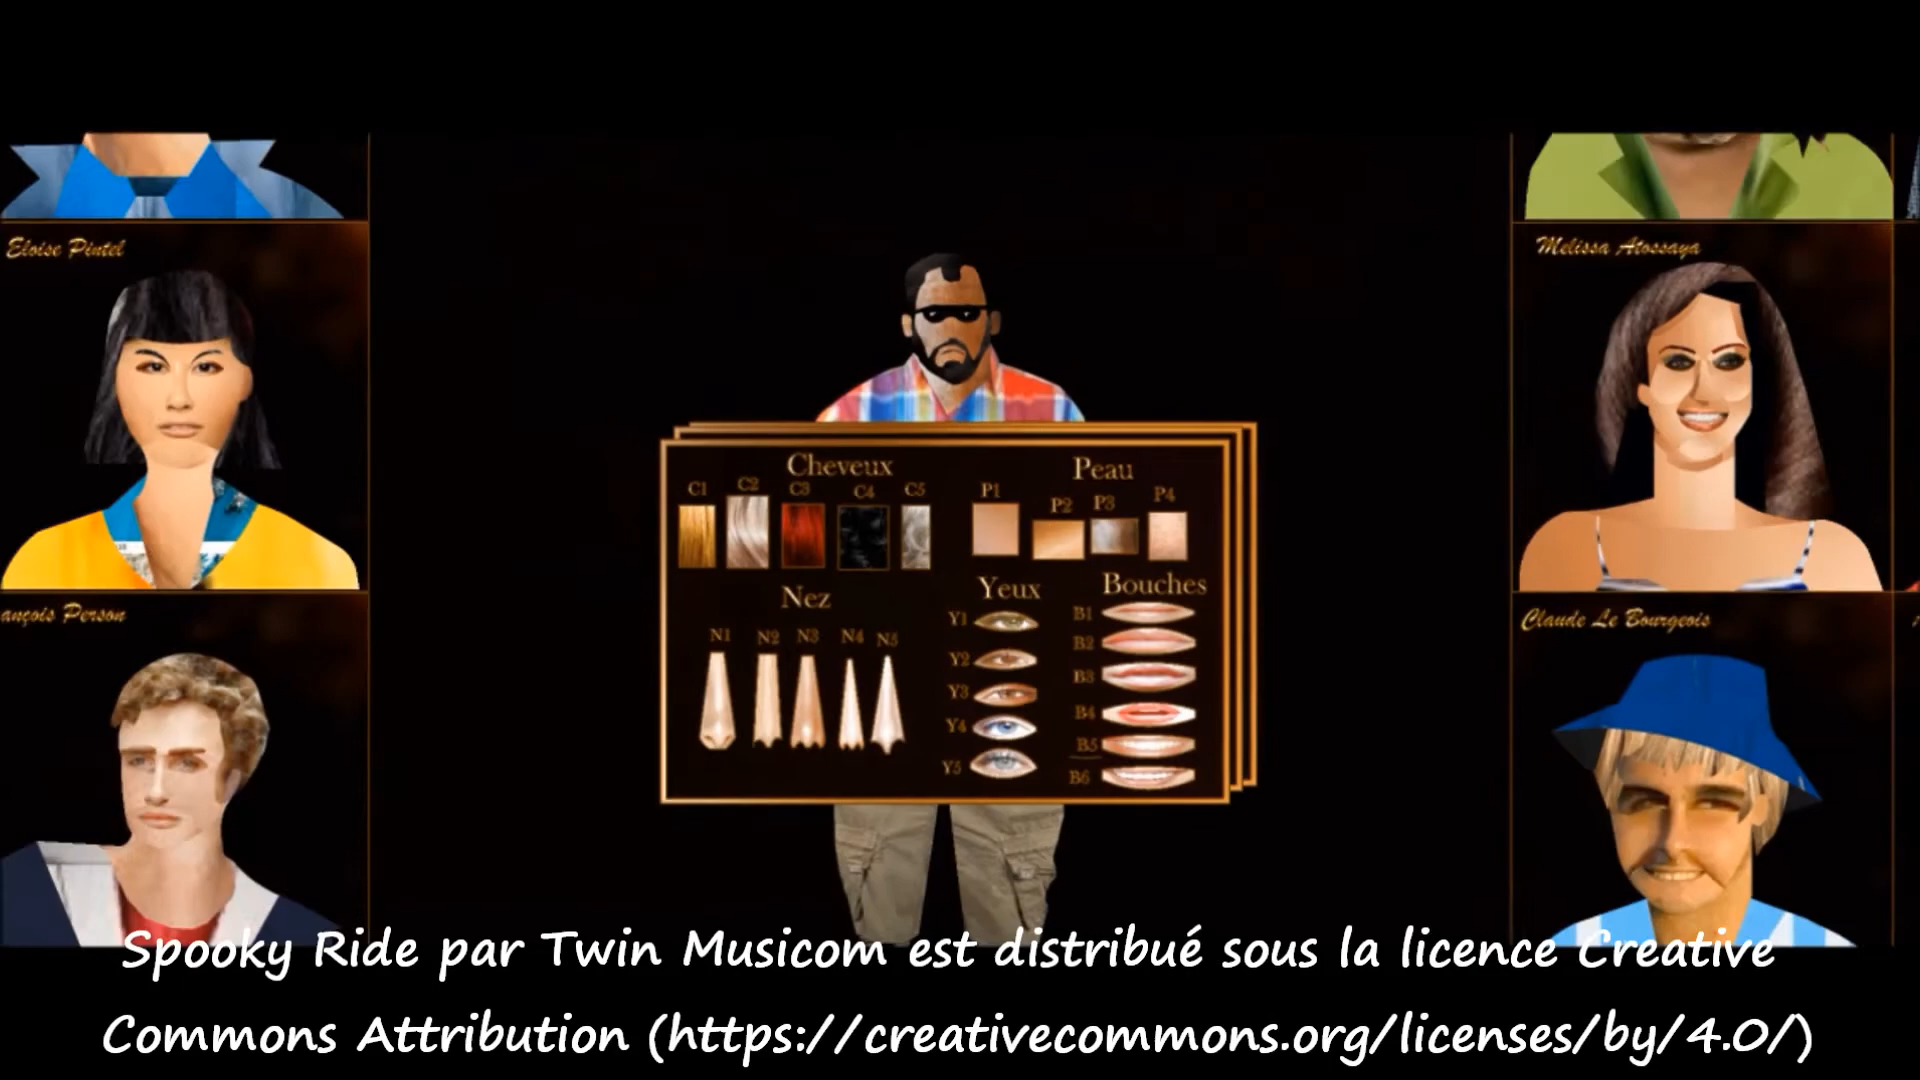 Eloise Pintel
Melissa Atossaya
Cheveux
Peau
C1 C2 C3 C4 C5
P1 P2 P3 P4
Nez
Yeux
Bouches
N1 N2 N3 N4 N5
Y1
Y2
Y3
Y4
Y5
B1
B2
B3
B4
B5
B6
ançois Person
Claude Le Bourgeois
Spooky Ride par Twin Musicom est distribué sous la licence Creative
Commons Attribution (https://creativecommons.org/licenses/by/4.0/)